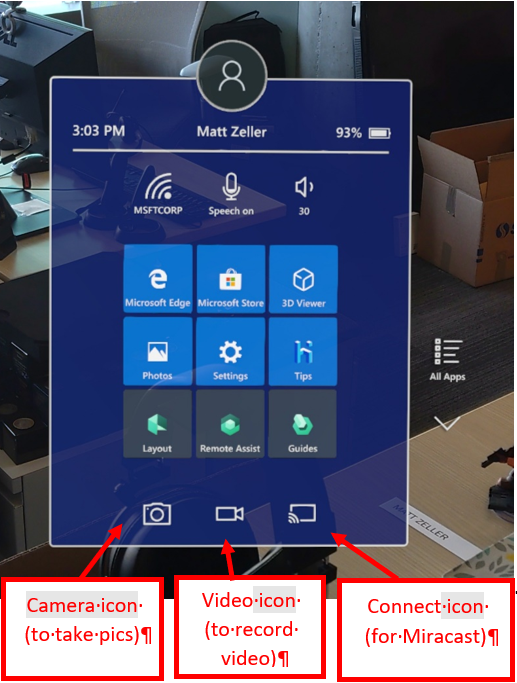 3:03 PM Matt Zeller 93%
MSFTCORP Speech on 30
Microsoft Edge Microsoft Store 3D Viewer
Photos Settings Tips
All Apps
Layout Remote Assist Guides
MATT ZELLER
Camera·icon·
(to·take·pics)¶
Video·icon·
(to·record·
video)¶
Connect·icon·
(for·Miracast)¶